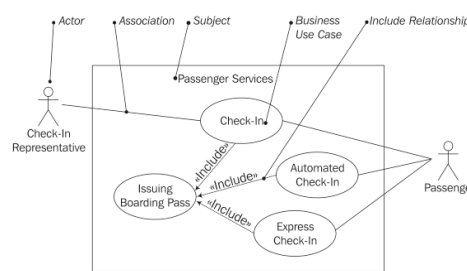 Actor
Association
Subject
Business
Use Case
Include Relationship
Passenger Services
Check-In
Check-In
Representative
«Include»
«Include»
Automated
Check-In
Issuing
Boarding Pass
«Include»
Express
Check-In
Passenge